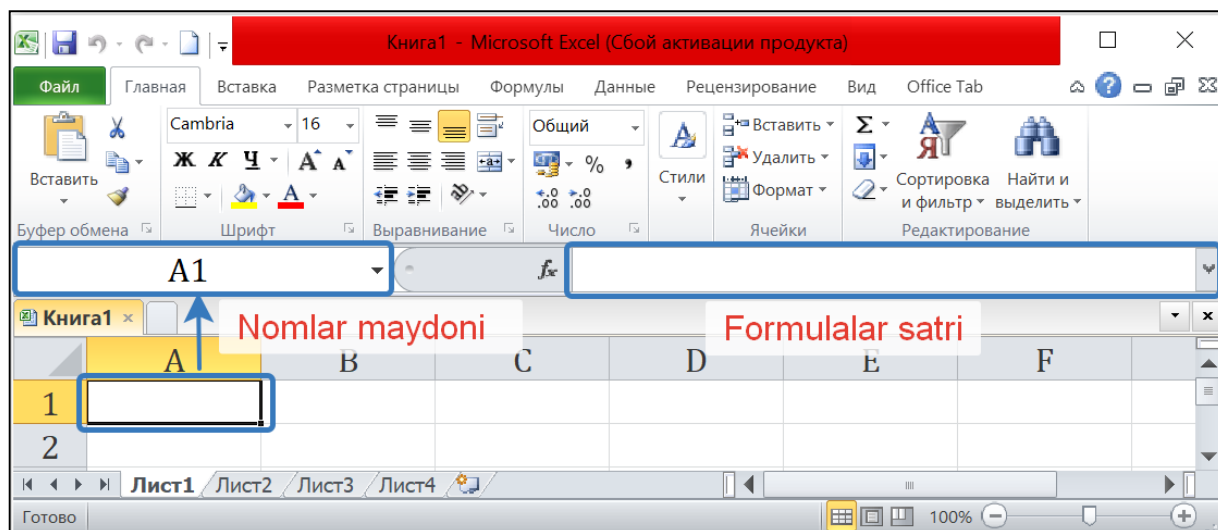 Книга1 - Microsoft Excel (Сбой активации продукта)
Файл Главная Вставка Разметка страницы Формулы Данные Рецензирование Вид Office Tab
Cambria 16 Общий Вставить
Ж К Ч А А % Удалить
Вставить Стили Формат Сортировка и фильтр Найти и выделить
Буфер обмена Шрифт Выравнивание Число Ячейки Редактирование
A1 fx
Книга1
Nomlar maydoni Formulalar satri
A B C D E F
1
2
Лист1 Лист2 Лист3 Лист4
Готово 100%